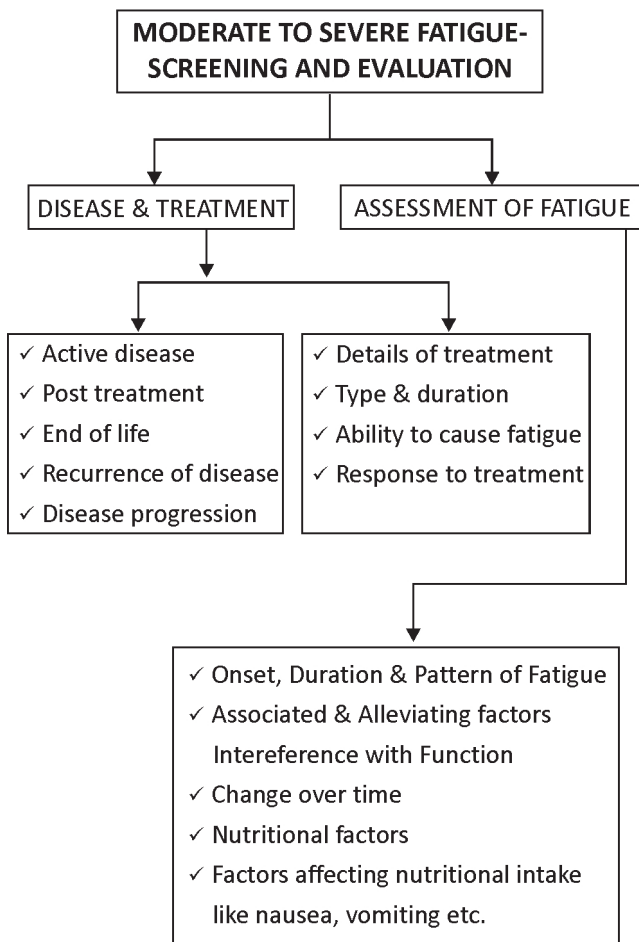 MODERATE TO SEVERE FATIGUE-
SCREENING AND EVALUATION
DISEASE & TREATMENT
ASSESSMENT OF FATIGUE
✓ Active disease
✓ Post treatment
✓ End of life
✓ Recurrence of disease
✓ Disease progression
✓ Details of treatment
✓ Type & duration
✓ Ability to cause fatigue
✓ Response to treatment
✓ Onset, Duration & Pattern of Fatigue
✓ Associated & Alleviating factors
Intereference with Function
✓ Change over time
✓ Nutritional factors
✓ Factors affecting nutritional intake
like nausea, vomiting etc.